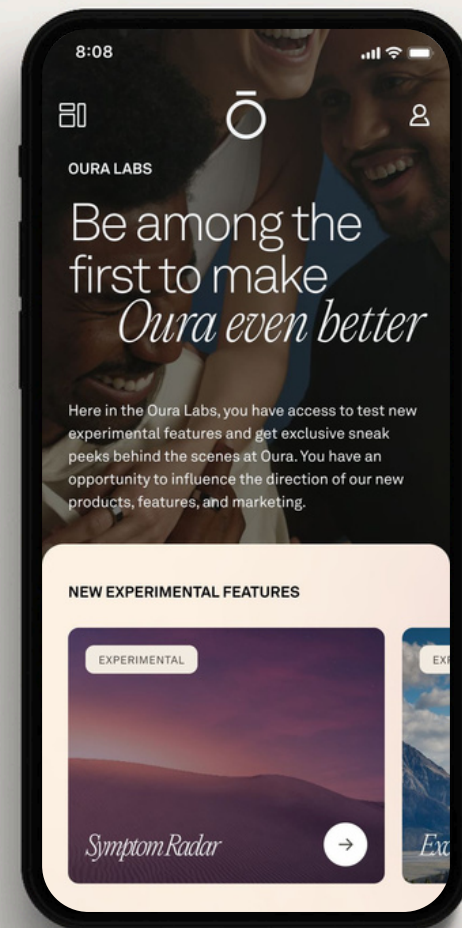 8:08
OURA LABS
Be among the
first to make
Oura even better
Here in the Oura Labs, you have access to test new
experimental features and get exclusive sneak
peeks behind the scenes at Oura. You have an
opportunity to influence the direction of our new
products, features, and marketing.
NEW EXPERIMENTAL FEATURES
EXPERIMENTAL
Symptom Radar